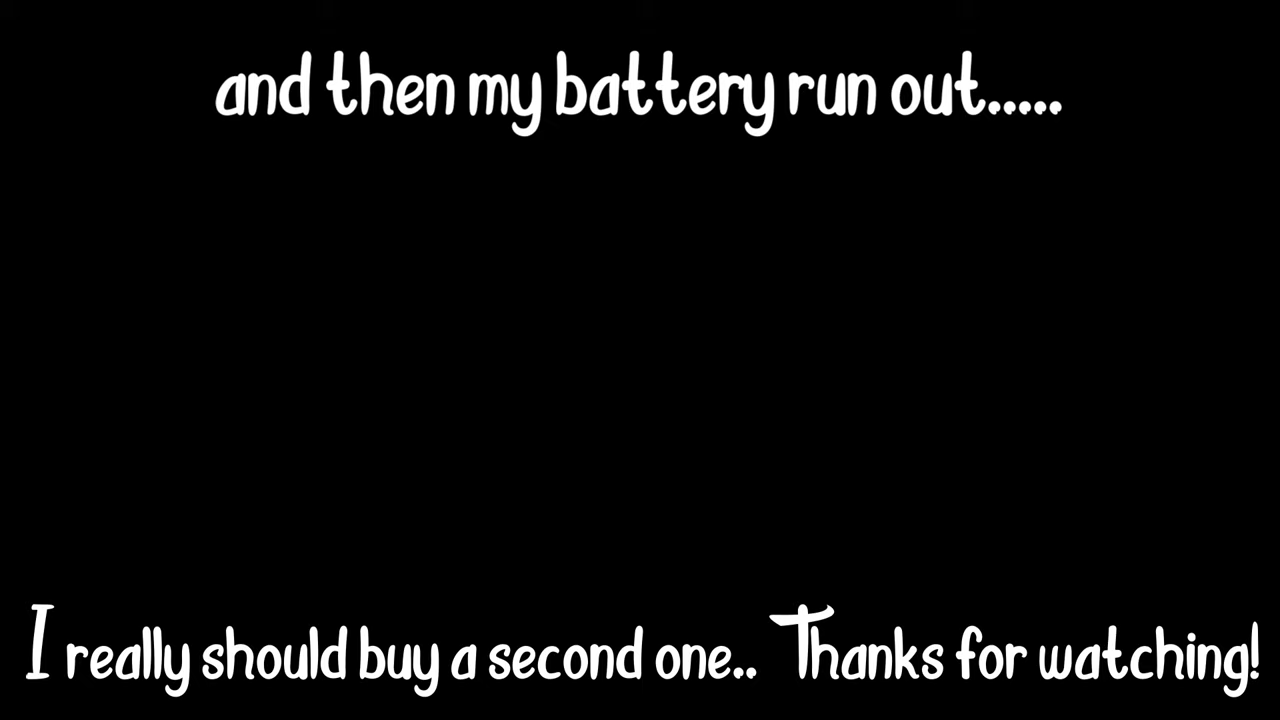 and then my battery run out.....
I really should buy a second one.. Thanks for watching!